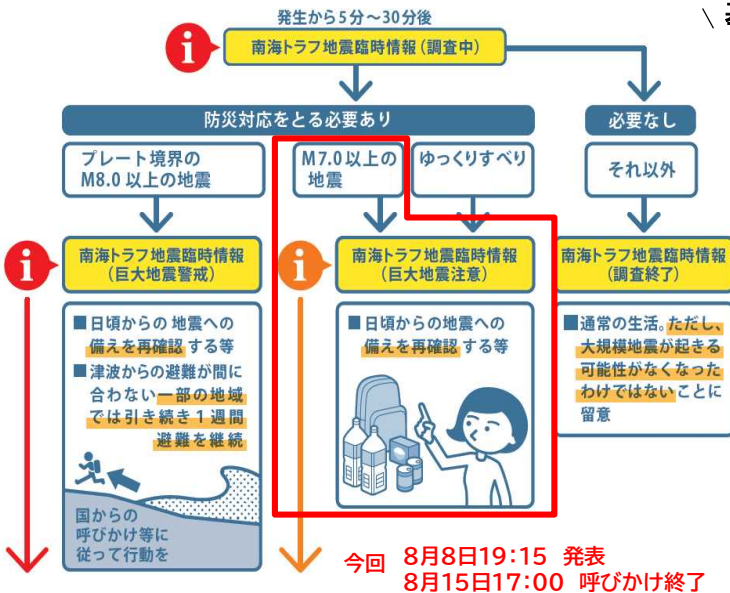 発生から5分～30分後
i
南海トラフ地震臨時情報(調査中)
防災対応をとる必要あり
必要なし
プレート境界の
M8.0 以上の地震
M7.0以上の
地震
ゆっくりすべり
それ以外
i
南海トラフ地震臨時情報
(巨大地震警戒)
i
南海トラフ地震臨時情報
(巨大地震注意)
南海トラフ地震臨時情報
(調査終了)
■日頃からの 地震への
備えを再確認 する等
■津波からの避難が間に
合わない一部の地域
では引き続き1週間
避難を継続
国からの
呼びかけ等に
従って行動を
■日頃からの地震への
備えを再確認 する等
■通常の生活。ただし、
大規模地震が起きる
可能性がなくなった
わけではないことに
留意
今回 8月8日19:15 発表
8月15日17:00 呼びかけ終了